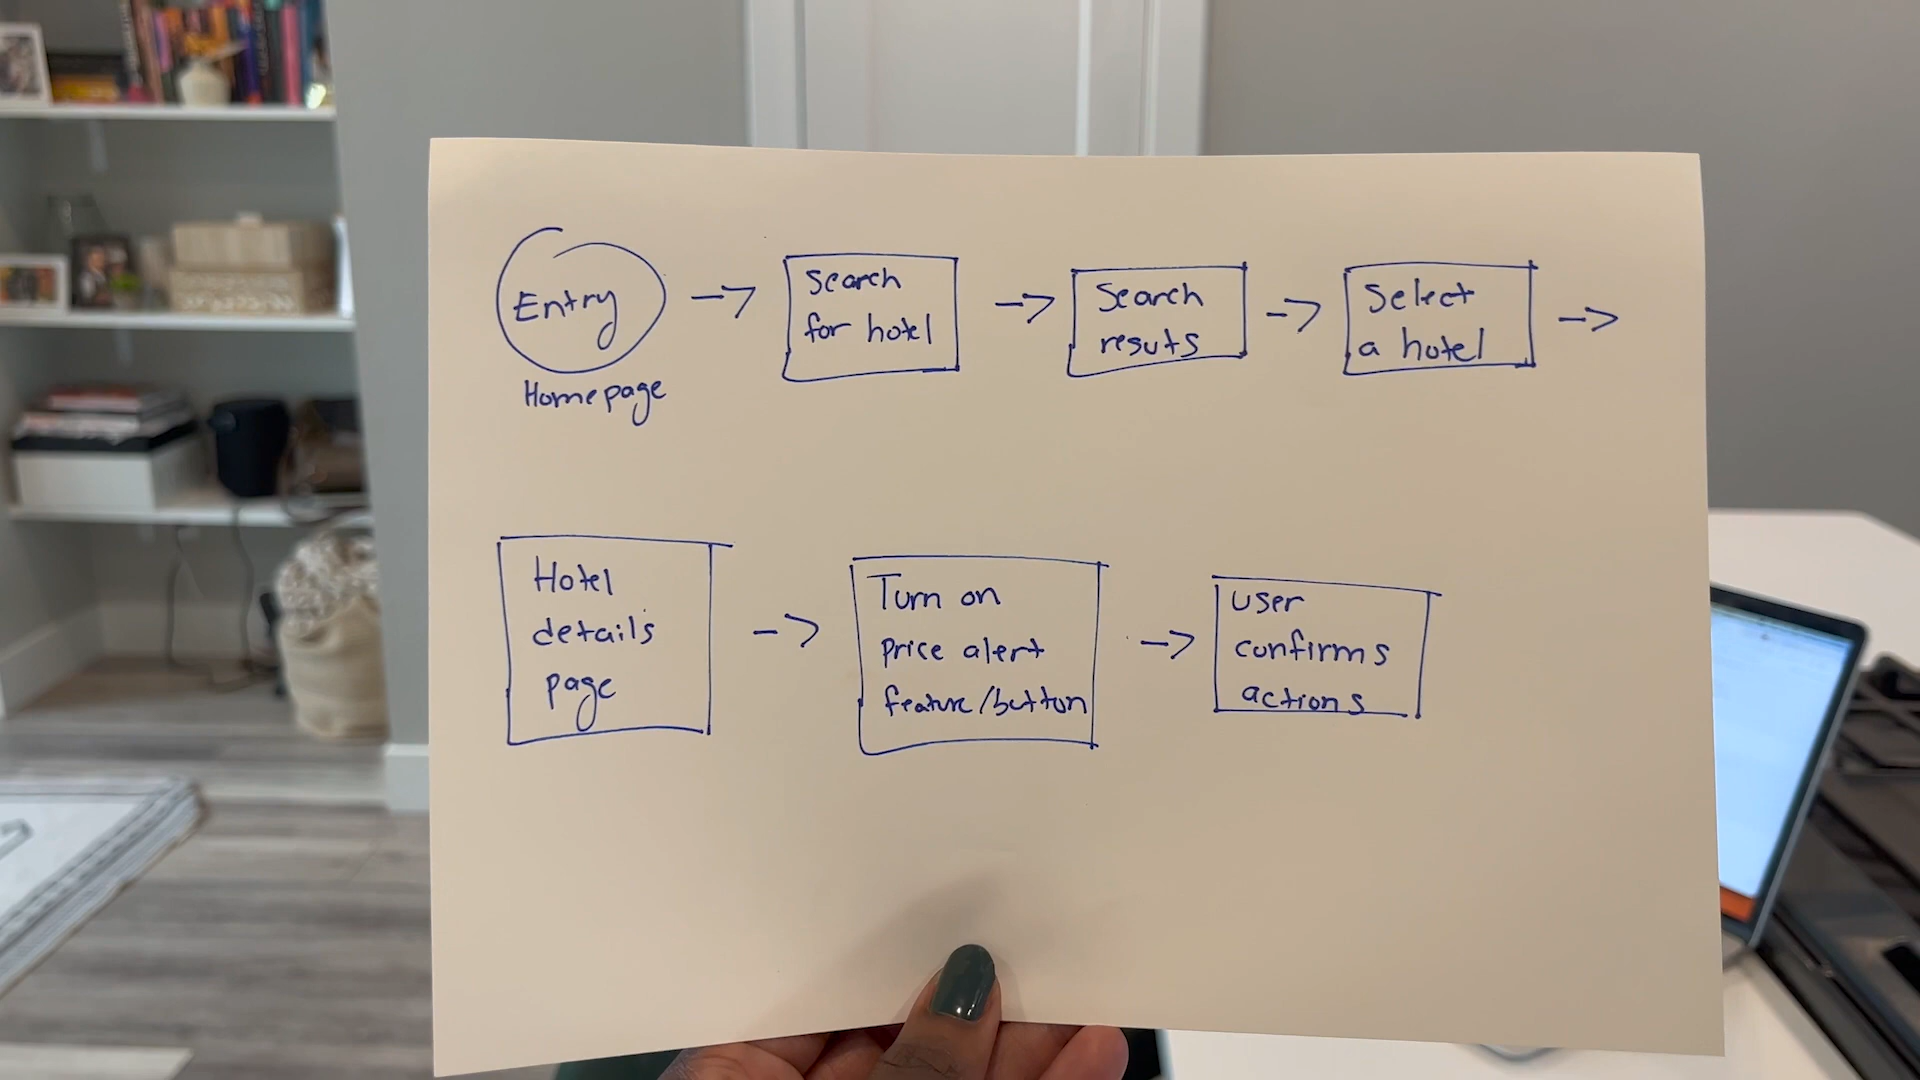 Entry
Homepage
Search
for hotel
Search
resuts
Select
a hotel
Hotel
details
page
Turn on
price alert
feature/button
user
confirms
actions